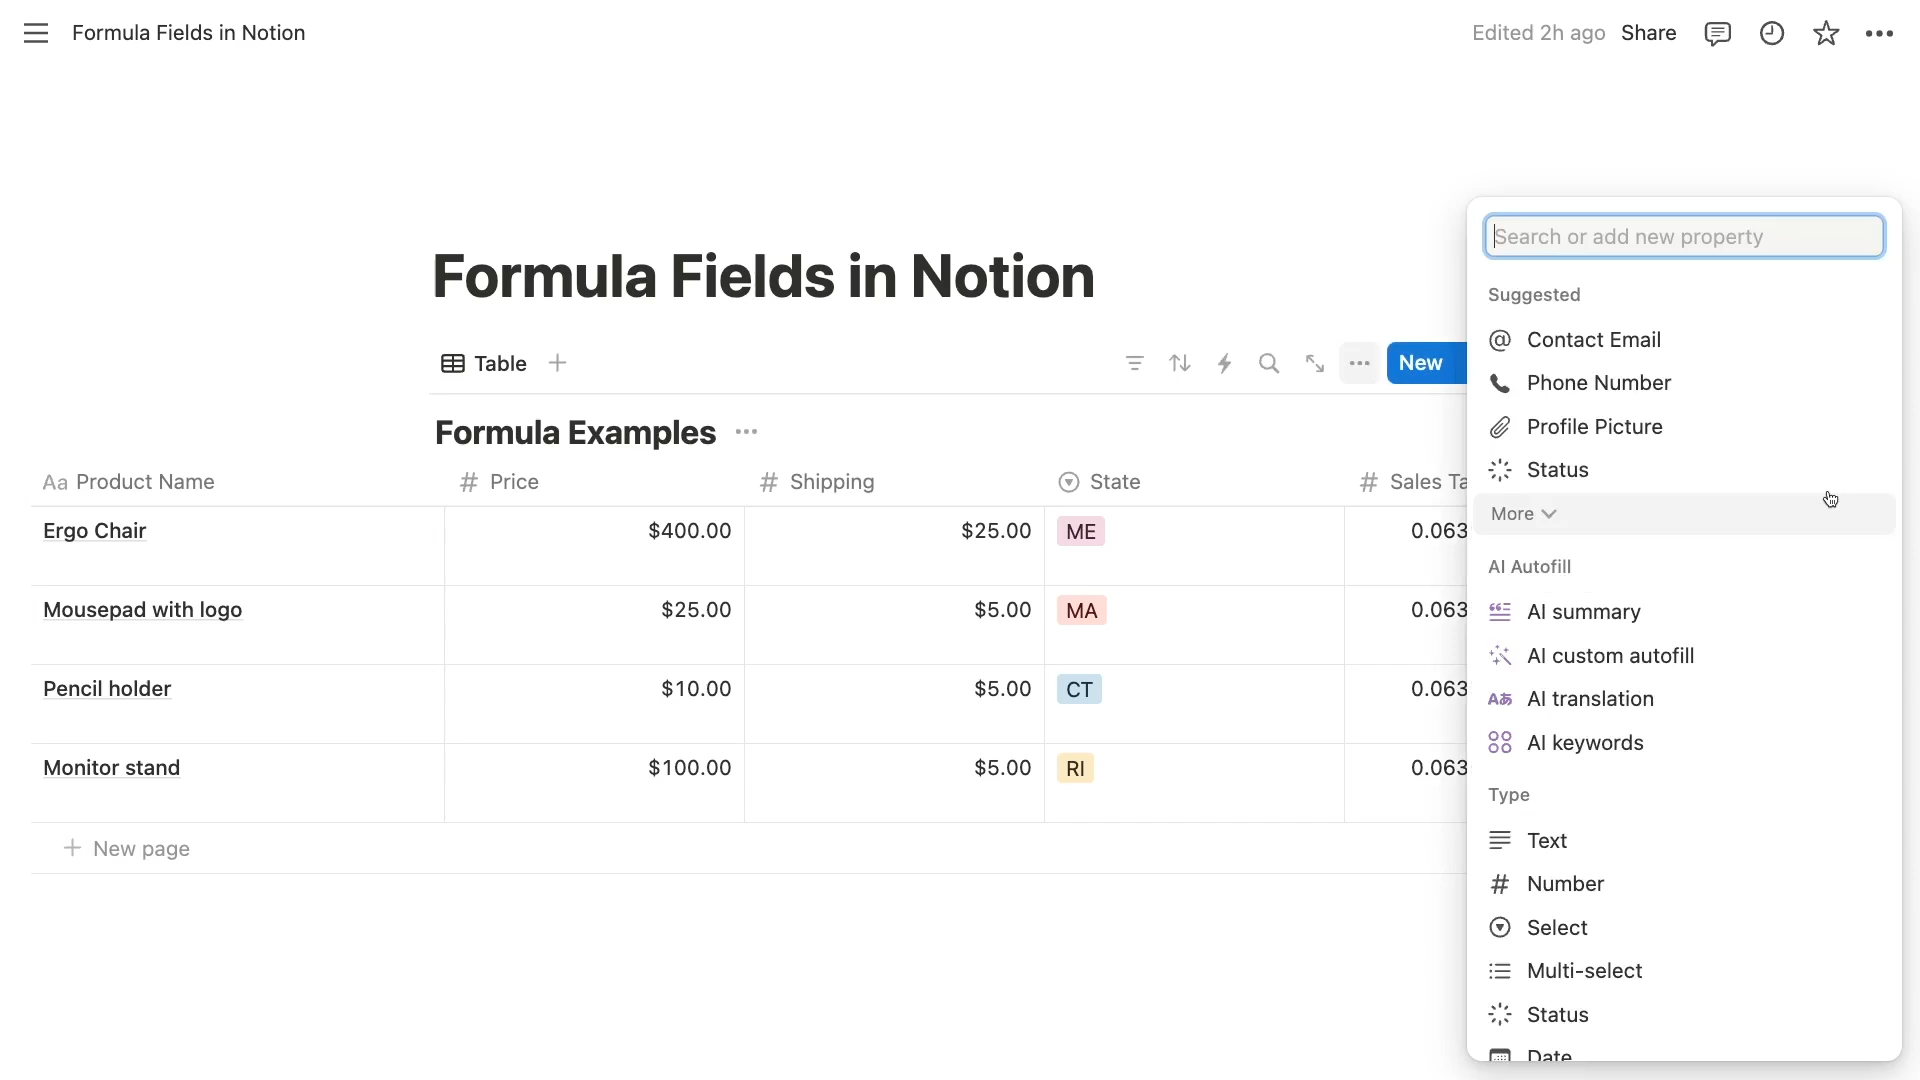 Formula Fields in Notion
Edited 2h ago Share
Formula Fields in Notion
Table
New
Formula Examples
Aa Product Name # Price # Shipping State # Sales Ta
Ergo Chair $400.00 $25.00 ME 0.063
Mousepad with logo $25.00 $5.00 MA 0.063
Pencil holder $10.00 $5.00 CT 0.063
Monitor stand $100.00 $5.00 RI 0.063
+ New page
Search or add new property
Suggested
@ Contact Email
Phone Number
Profile Picture
Status
More
AI Autofill
AI summary
AI custom autofill
Aあ AI translation
AI keywords
Type
Text
# Number
Select
Multi-select
Status
Date